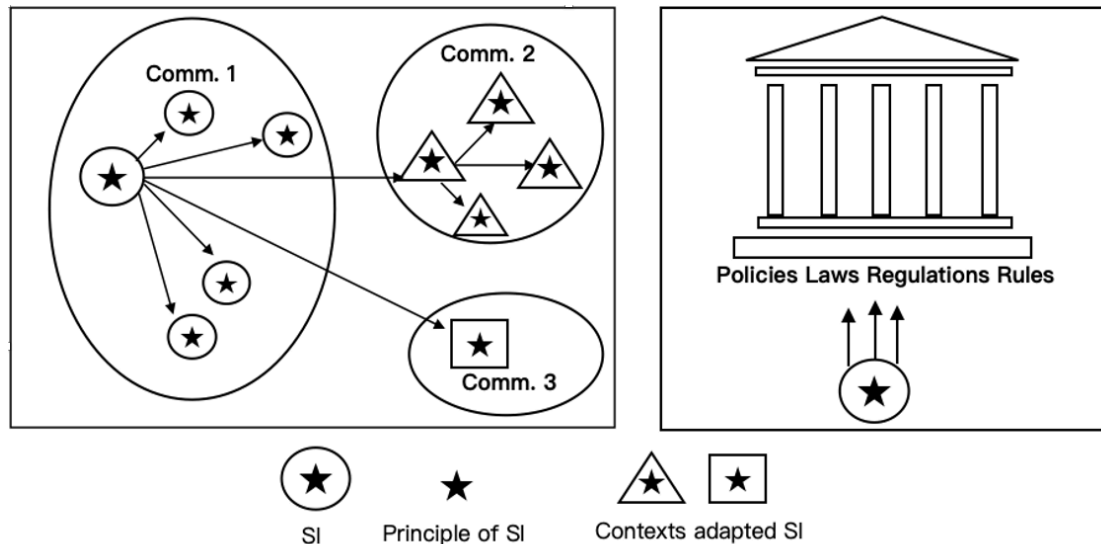 Comm. 1
Comm. 2
Comm. 3
Policies Laws Regulations Rules
SI
Principle of SI
Contexts adapted SI